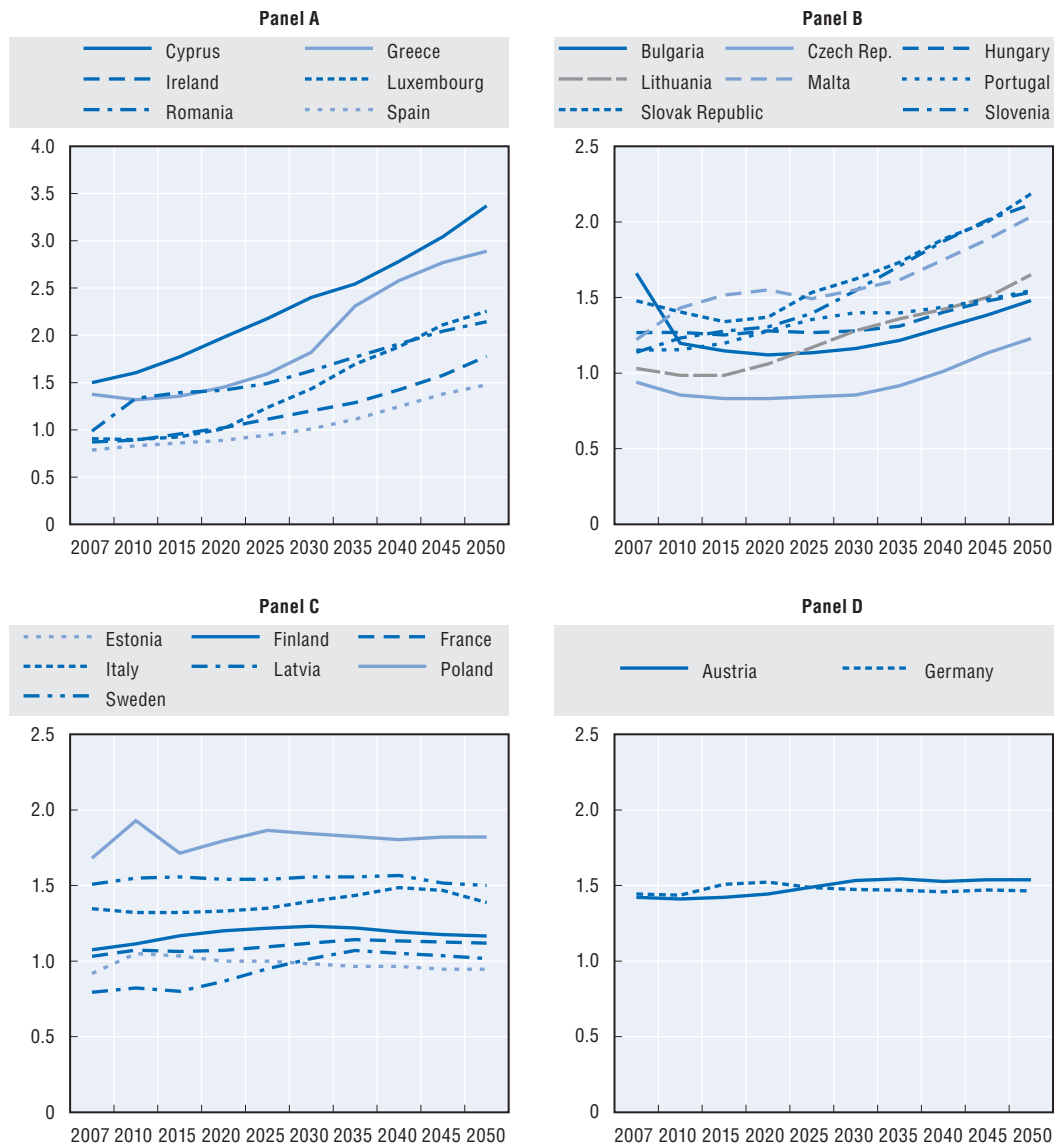 Panel A
Cyprus Greece
Ireland Luxembourg
Romania Spain
4.0
3.5
3.0
2.5
2.0
1.5
1.0
0.5
0
2007 2010 2015 2020 2025 2030 2035 2040 2045 2050
Panel B
Bulgaria Czech Rep. Hungary
Lithuania Malta Portugal
Slovak Republic Slovenia
2.5
2.0
1.5
1.0
0.5
0
2007 2010 2015 2020 2025 2030 2035 2040 2045 2050
Panel C
Estonia Finland France
Italy Latvia Poland
Sweden
2.5
2.0
1.5
1.0
0.5
0
2007 2010 2015 2020 2025 2030 2035 2040 2045 2050
Panel D
Austria Germany
2.5
2.0
1.5
1.0
0.5
0
2007 2010 2015 2020 2025 2030 2035 2040 2045 2050